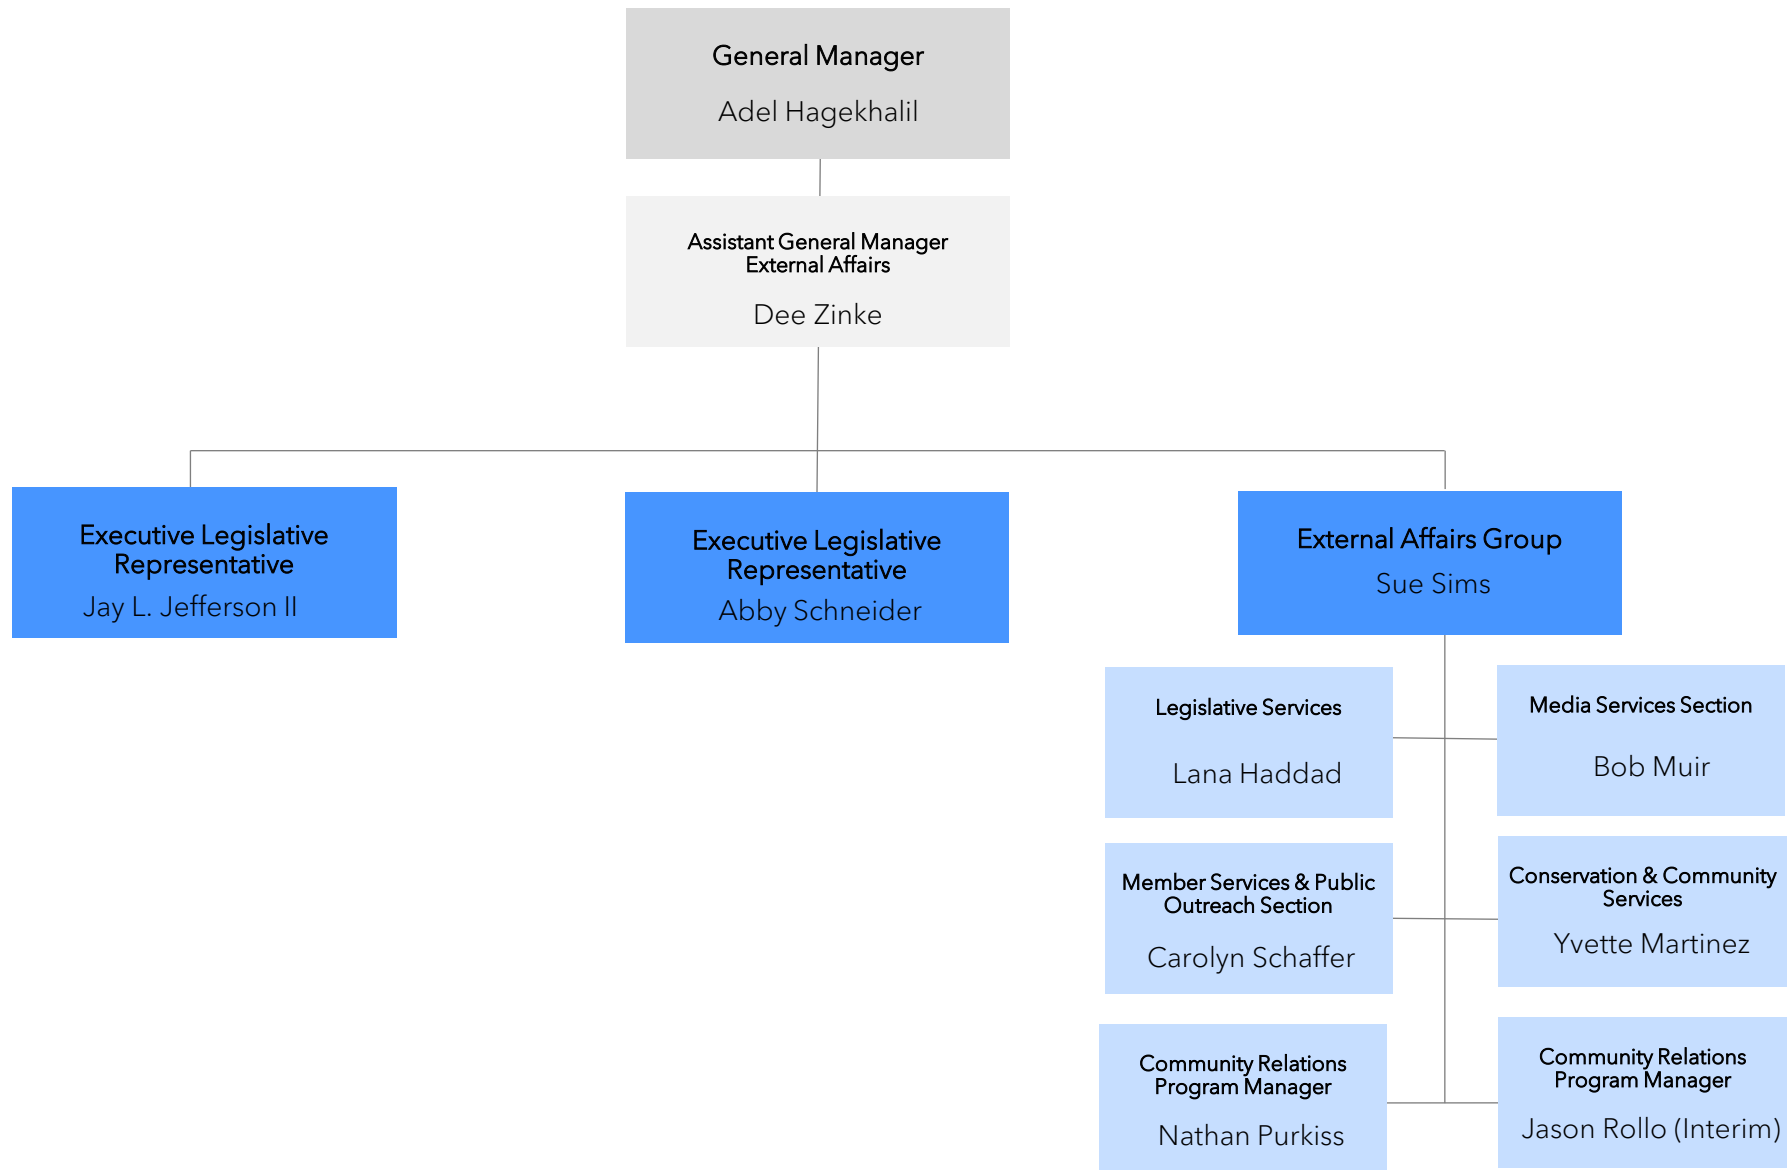 General Manager
Adel Hagekhalil
Assistant General Manager
External Affairs
Dee Zinke
Executive Legislative
Representative
Jay L. Jefferson II
Executive Legislative
Representative
Abby Schneider
External Affairs Group
Sue Sims
Legislative Services
Lana Haddad
Media Services Section
Bob Muir
Member Services & Public
Outreach Section
Carolyn Schaffer
Conservation & Community
Services
Yvette Martinez
Community Relations
Program Manager
Nathan Purkiss
Community Relations
Program Manager
Jason Rollo (Interim)